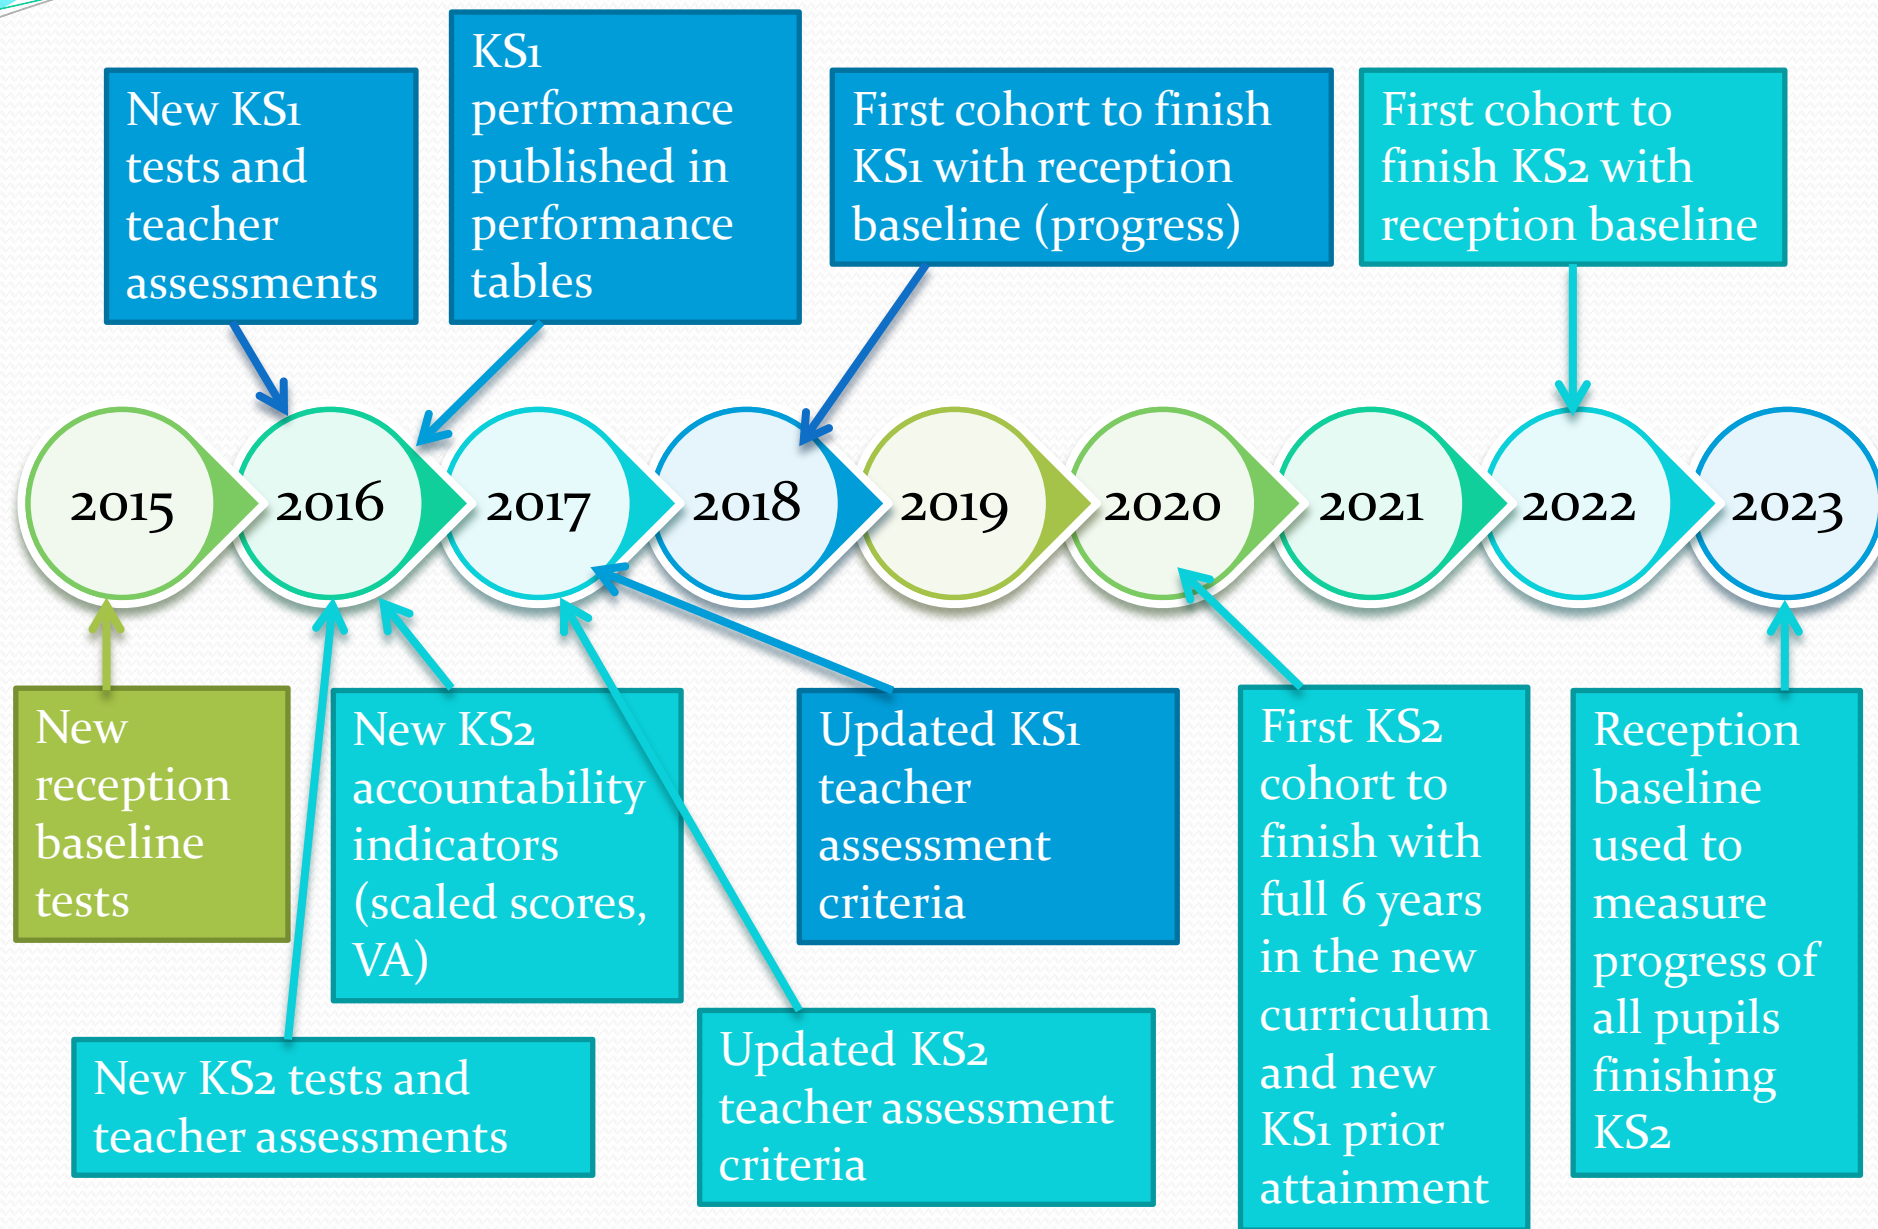 New KS1
tests and
teacher
assessments
KS1
performance
published in
performance
tables
First cohort to finish
KS1 with reception
baseline (progress)
First cohort to
finish KS2 with
reception baseline
2015
2016
2017
2018
2019
2020
2021
2022
2023
New
reception
baseline
tests
New KS2
accountability
indicators
(scaled scores,
VA)
Updated KS1
teacher
assessment
criteria
First KS2
cohort to
finish with
full 6 years
in the new
curriculum
and new
KS1 prior
attainment
Reception
baseline
used to
measure
progress of
all pupils
finishing
KS2
New KS2 tests and
teacher assessments
Updated KS2
teacher assessment
criteria